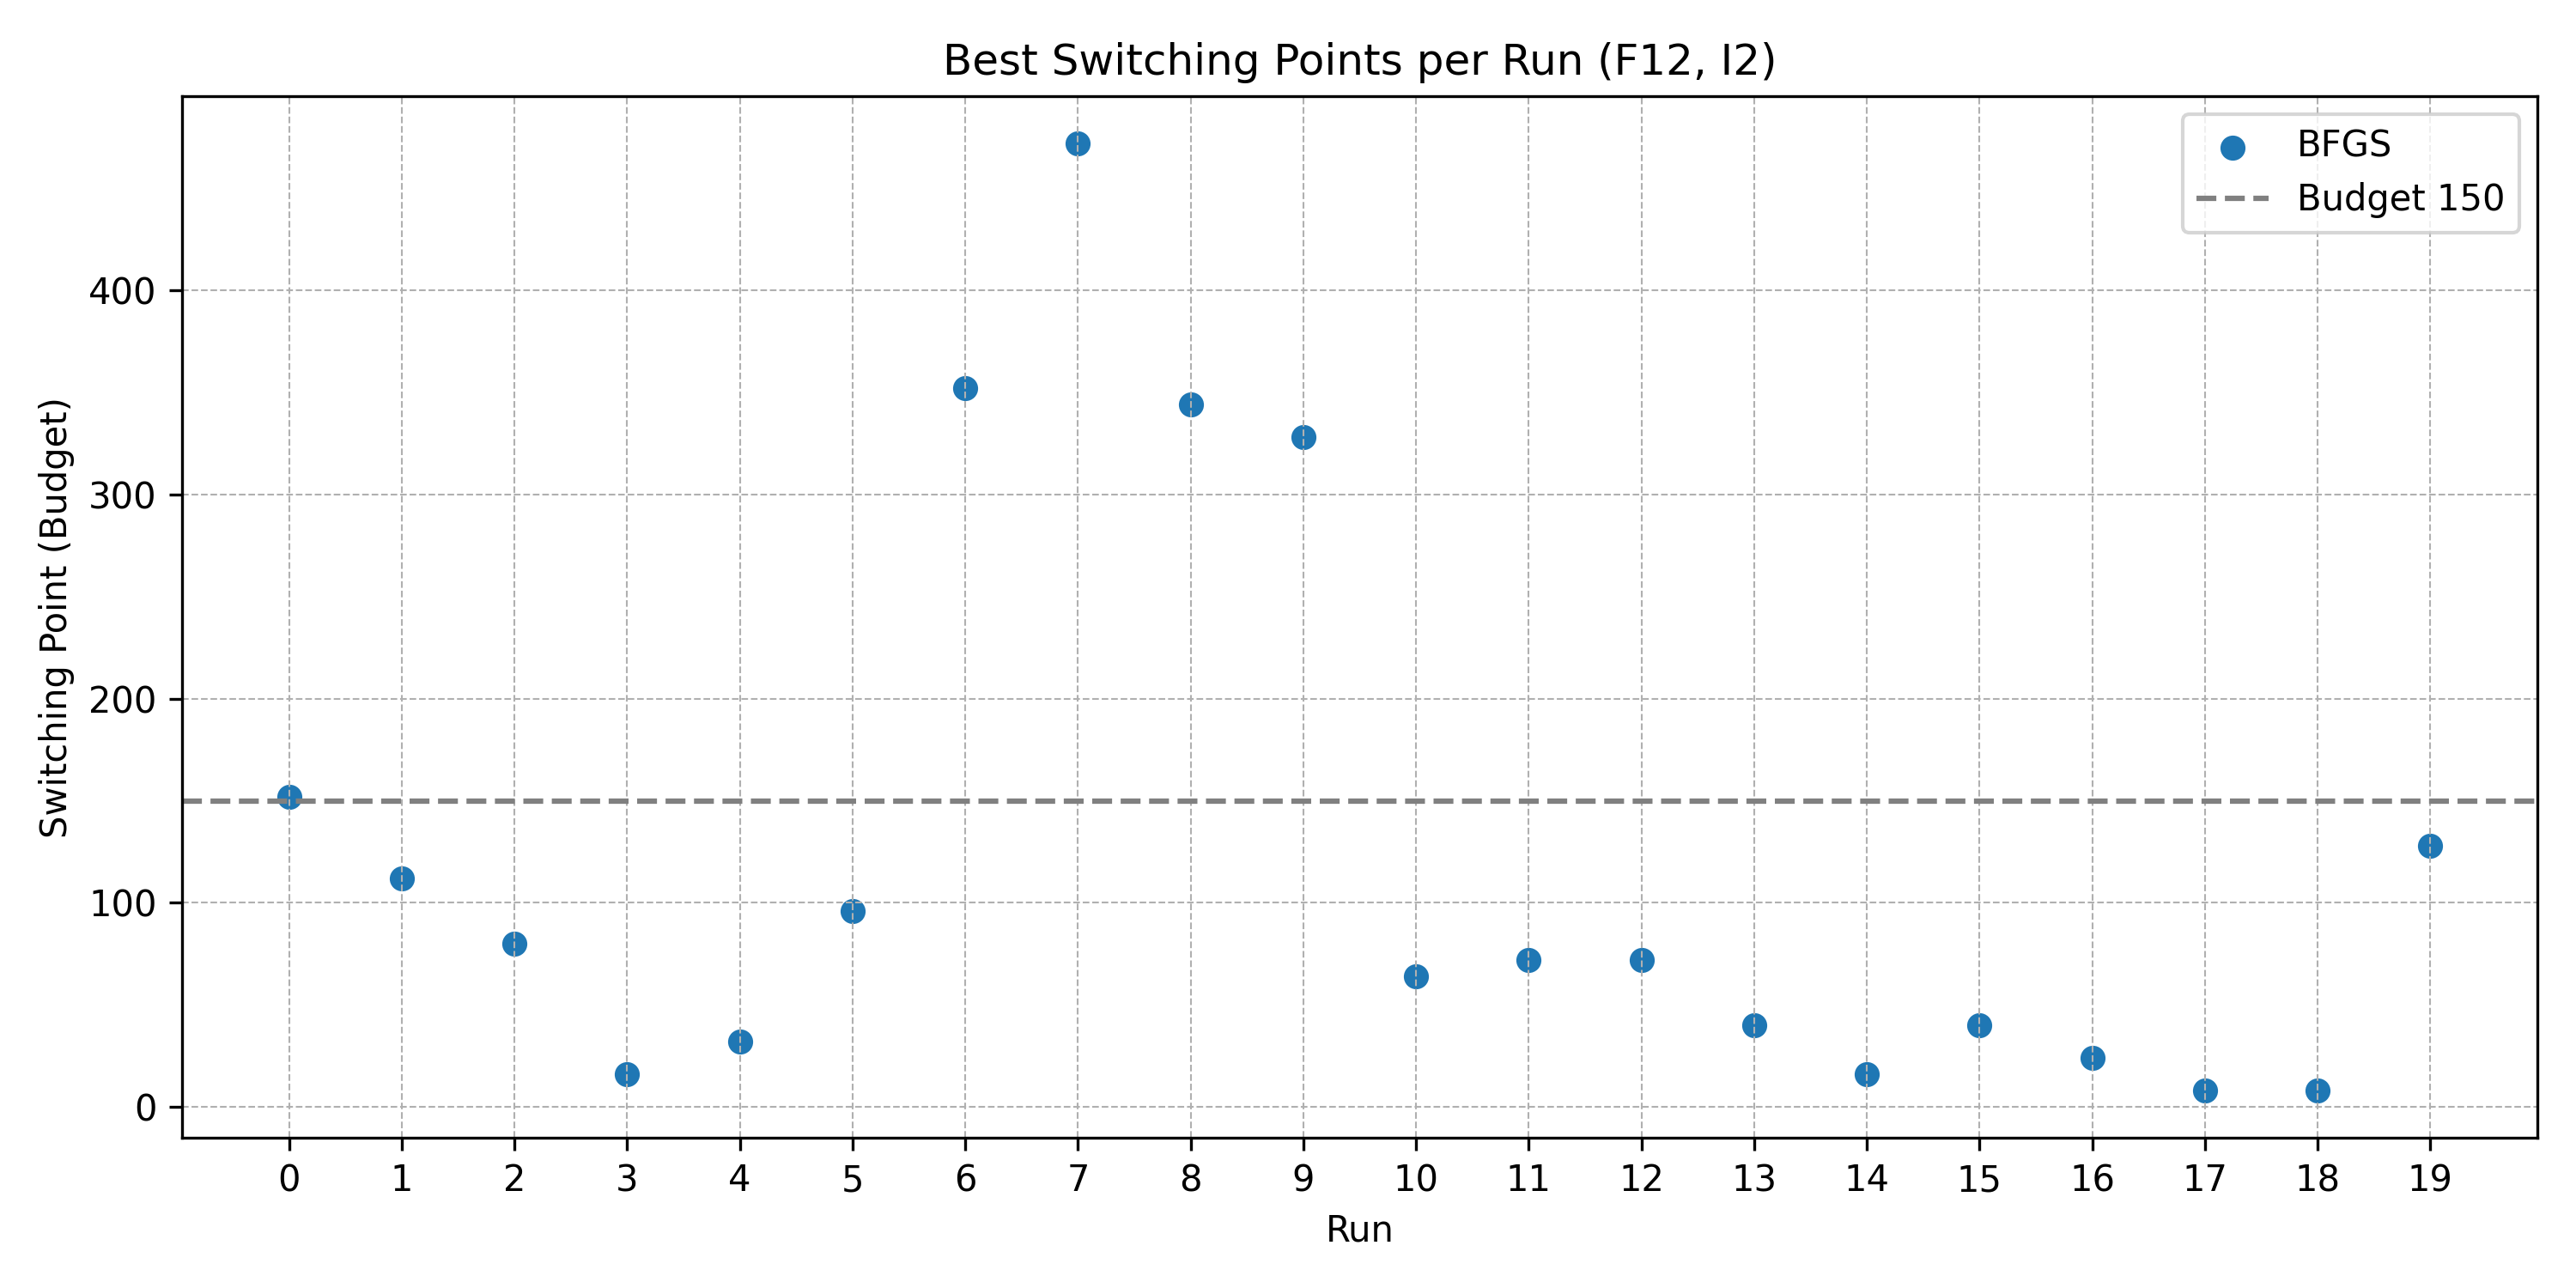 Best Switching Points per Run (F12, I2)
BFGS
Budget 150
Switching Point (Budget)
400
300
200
100
0
0 1 2 3 4 5 6 7 8 9 10 11 12 13 14 15 16 17 18 19
Run